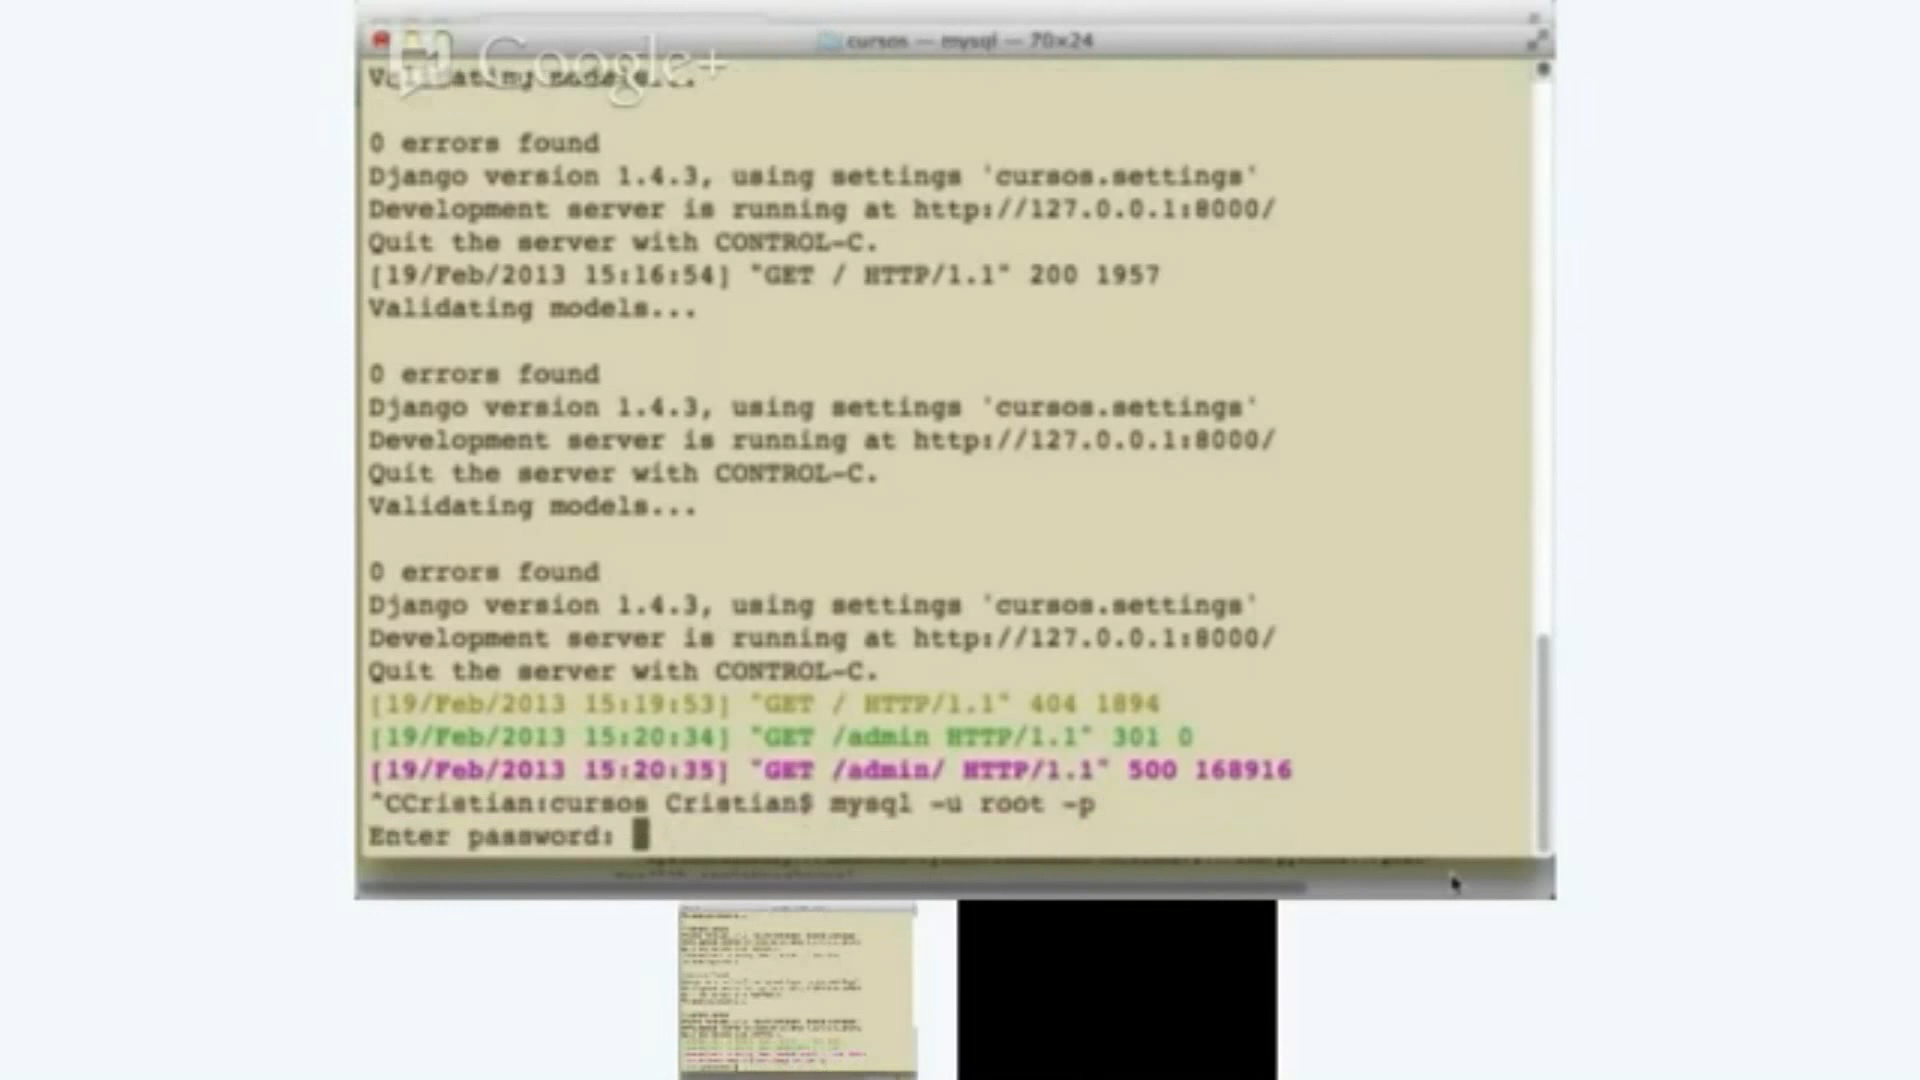 cursos — mysql — 70×24
Google+
Validating models...
0 errors found
Django version 1.4.3, using settings 'cursos.settings'
Development server is running at http://127.0.0.1:8000/
Quit the server with CONTROL-C.
[19/Feb/2013 15:16:54] "GET / HTTP/1.1" 200 1957
Validating models...
0 errors found
Django version 1.4.3, using settings 'cursos.settings'
Development server is running at http://127.0.0.1:8000/
Quit the server with CONTROL-C.
Validating models...
0 errors found
Django version 1.4.3, using settings 'cursos.settings'
Development server is running at http://127.0.0.1:8000/
Quit the server with CONTROL-C.
[19/Feb/2013 15:19:53] "GET / HTTP/1.1" 404 1894
[19/Feb/2013 15:20:34] "GET /admin HTTP/1.1" 301 0
[19/Feb/2013 15:20:35] "GET /admin/ HTTP/1.1" 500 168916
^CCristian:cursos Cristian$ mysql -u root -p
Enter password: